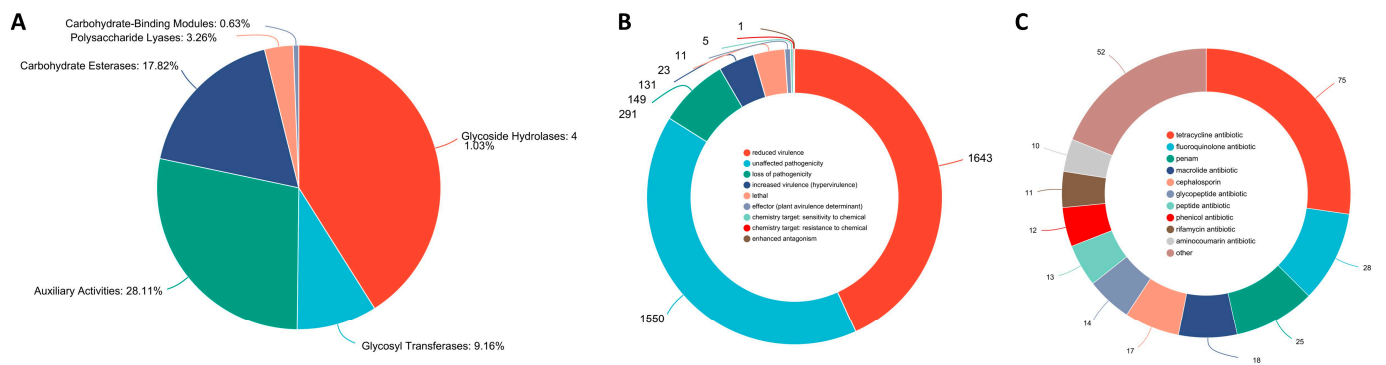 A
Carbohydrate-Binding Modules: 0.63%
Polysaccharide Lyases: 3.26%
Carbohydrate Esterases: 17.82%
Glycoside Hydrolases: 4
1.03%
Auxiliary Activities: 28.11%
Glycosyl Transferases: 9.16%
B
1
5
11
23
131
149
291
1643
1550
reduced virulence
unaffected pathogenicity
loss of pathogenicity
increased virulence (hypervirulence)
lethal
effector (plant avirulence determinant)
chemistry target: sensitivity to chemical
chemistry target: resistance to chemical
enhanced antagonism
C
52
75
10
11
12
13
14
17
18
25
28
tetracycline antibiotic
fluoroquinolone antibiotic
penam
macrolide antibiotic
cephalosporin
glycopeptide antibiotic
peptide antibiotic
phenicol antibiotic
rifamycin antibiotic
aminocoumarin antibiotic
other